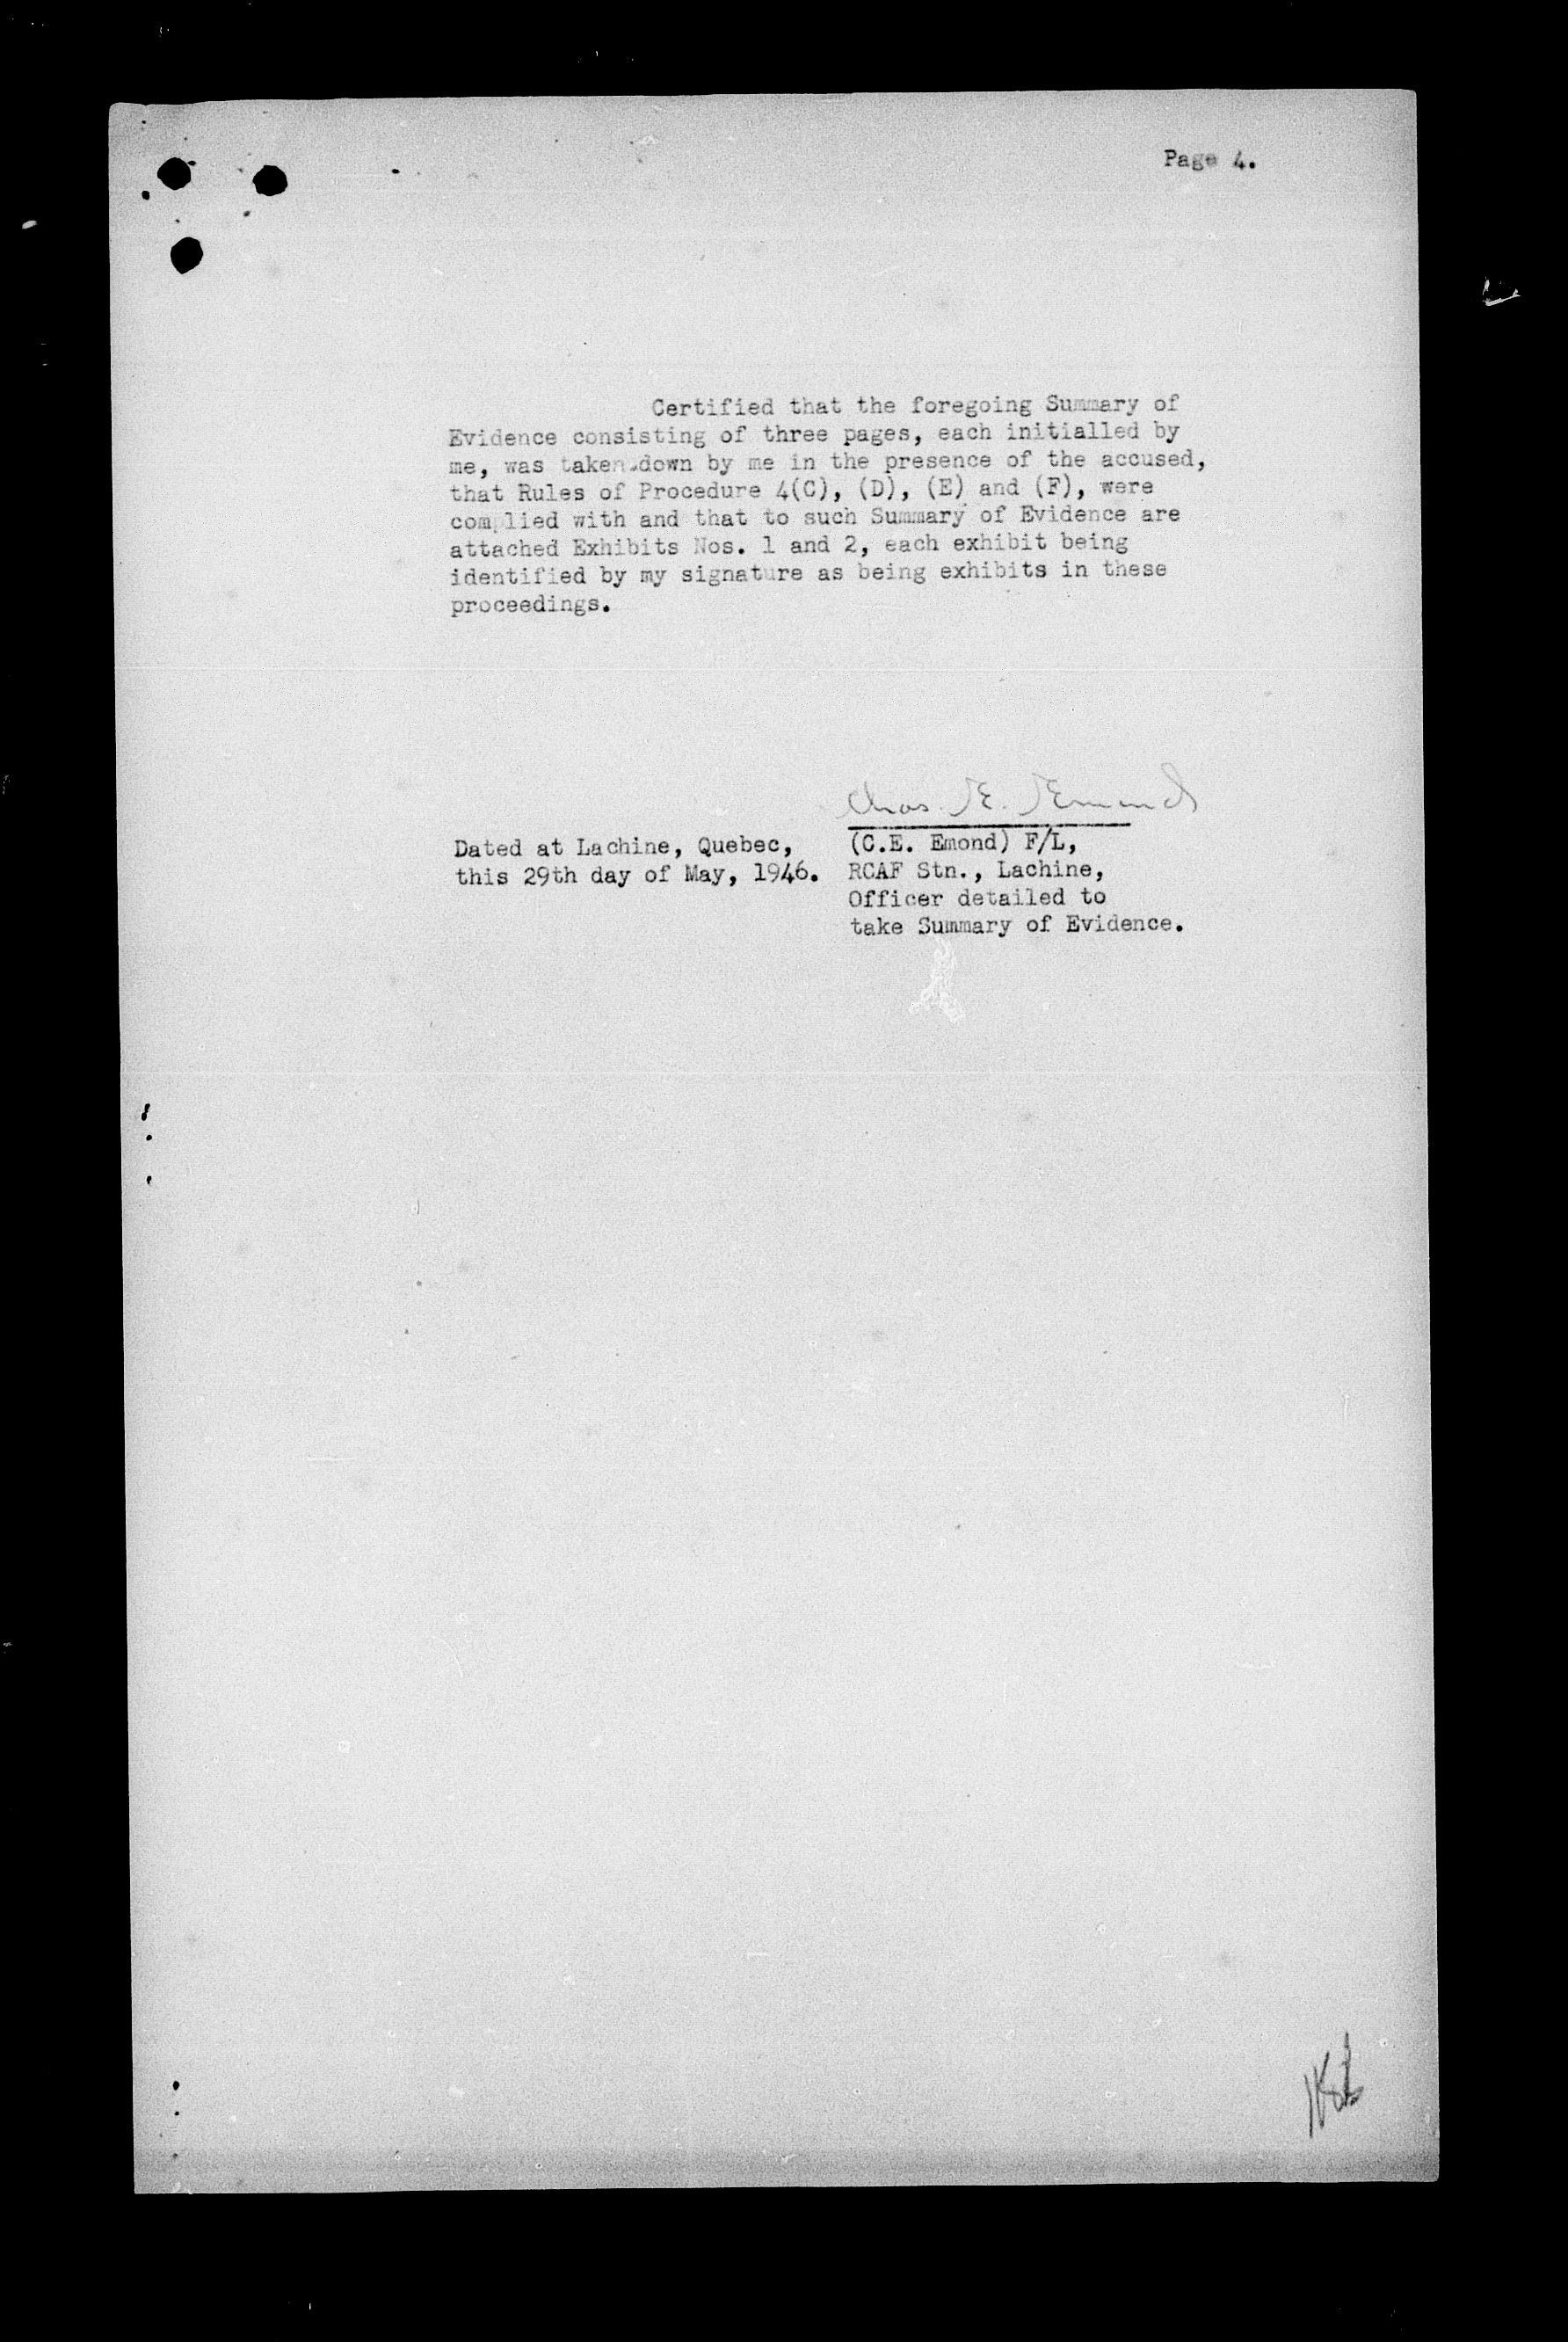 Page 4.
Certified that the foregoing Summary of
Evidence consisting of three pages, each initialled by
me, was taken down by me in the presence of the accused,
that Rules of Procedure 4(C), (D), (E) and (F), were
complied with and that to such Summary of Evidence are
attached Exhibits Nos. 1 and 2, each exhibit being
identified by my signature as being exhibits in these
proceedings.
Chas. E. Emond
Dated at Lachine, Quebec,
this 29th day of May, 1946.
(C.E. Emond) F/L,
RCAF Stn., Lachine,
Officer detailed to
take Summary of Evidence.